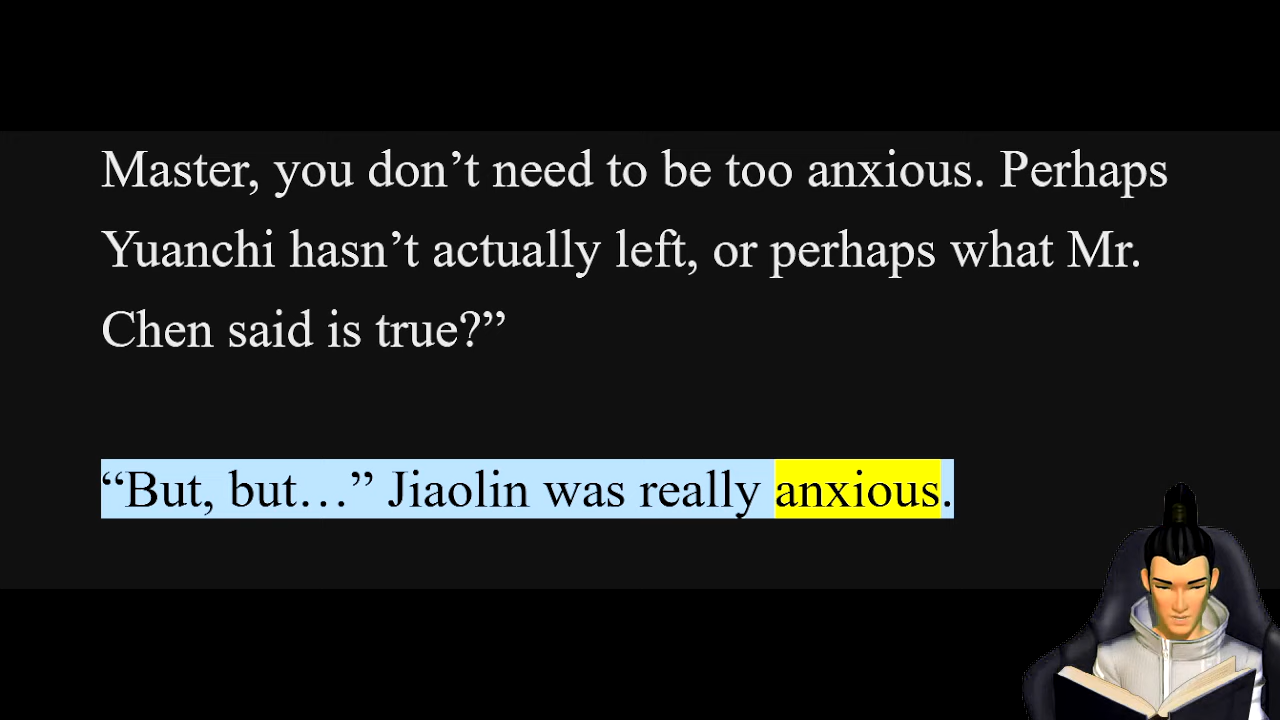 Master, you don’t need to be too anxious. Perhaps
Yuanchi hasn’t actually left, or perhaps what Mr.
Chen said is true?”
“But, but…” Jiaolin was really anxious.